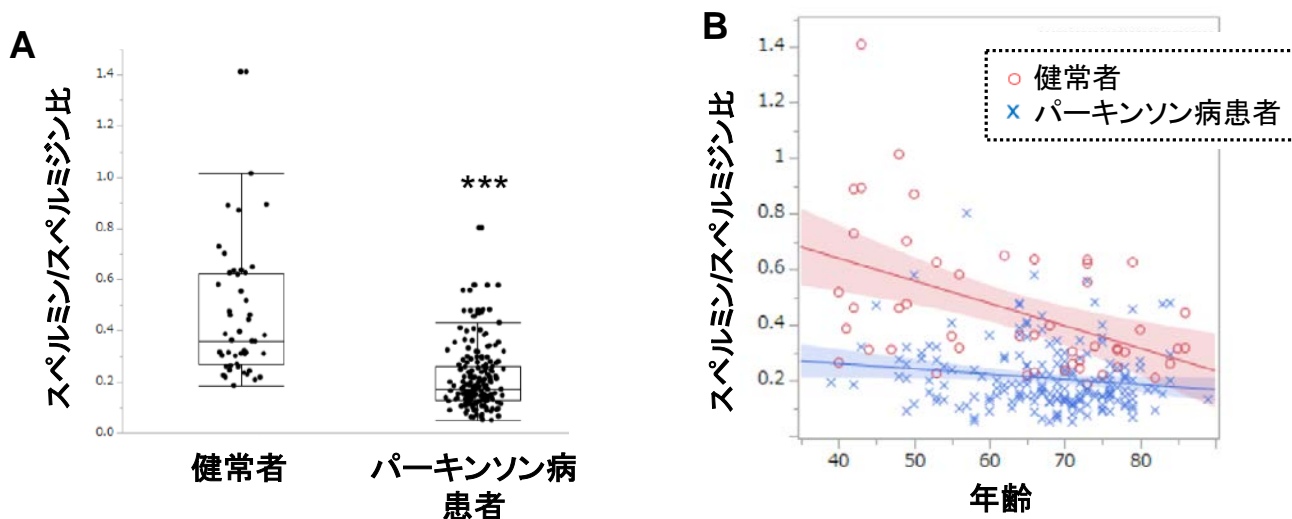 A
スペルミン/スペルミジン比
1.4
1.2
1.0
0.8
0.6
0.4
0.2
0.0
***
健常者
パーキンソン病
患者
B
スペルミン/スペルミジン比
1.4
1.2
1
0.8
0.6
0.4
0.2
○ 健常者
× パーキンソン病患者
40 50 60 70 80
年齢